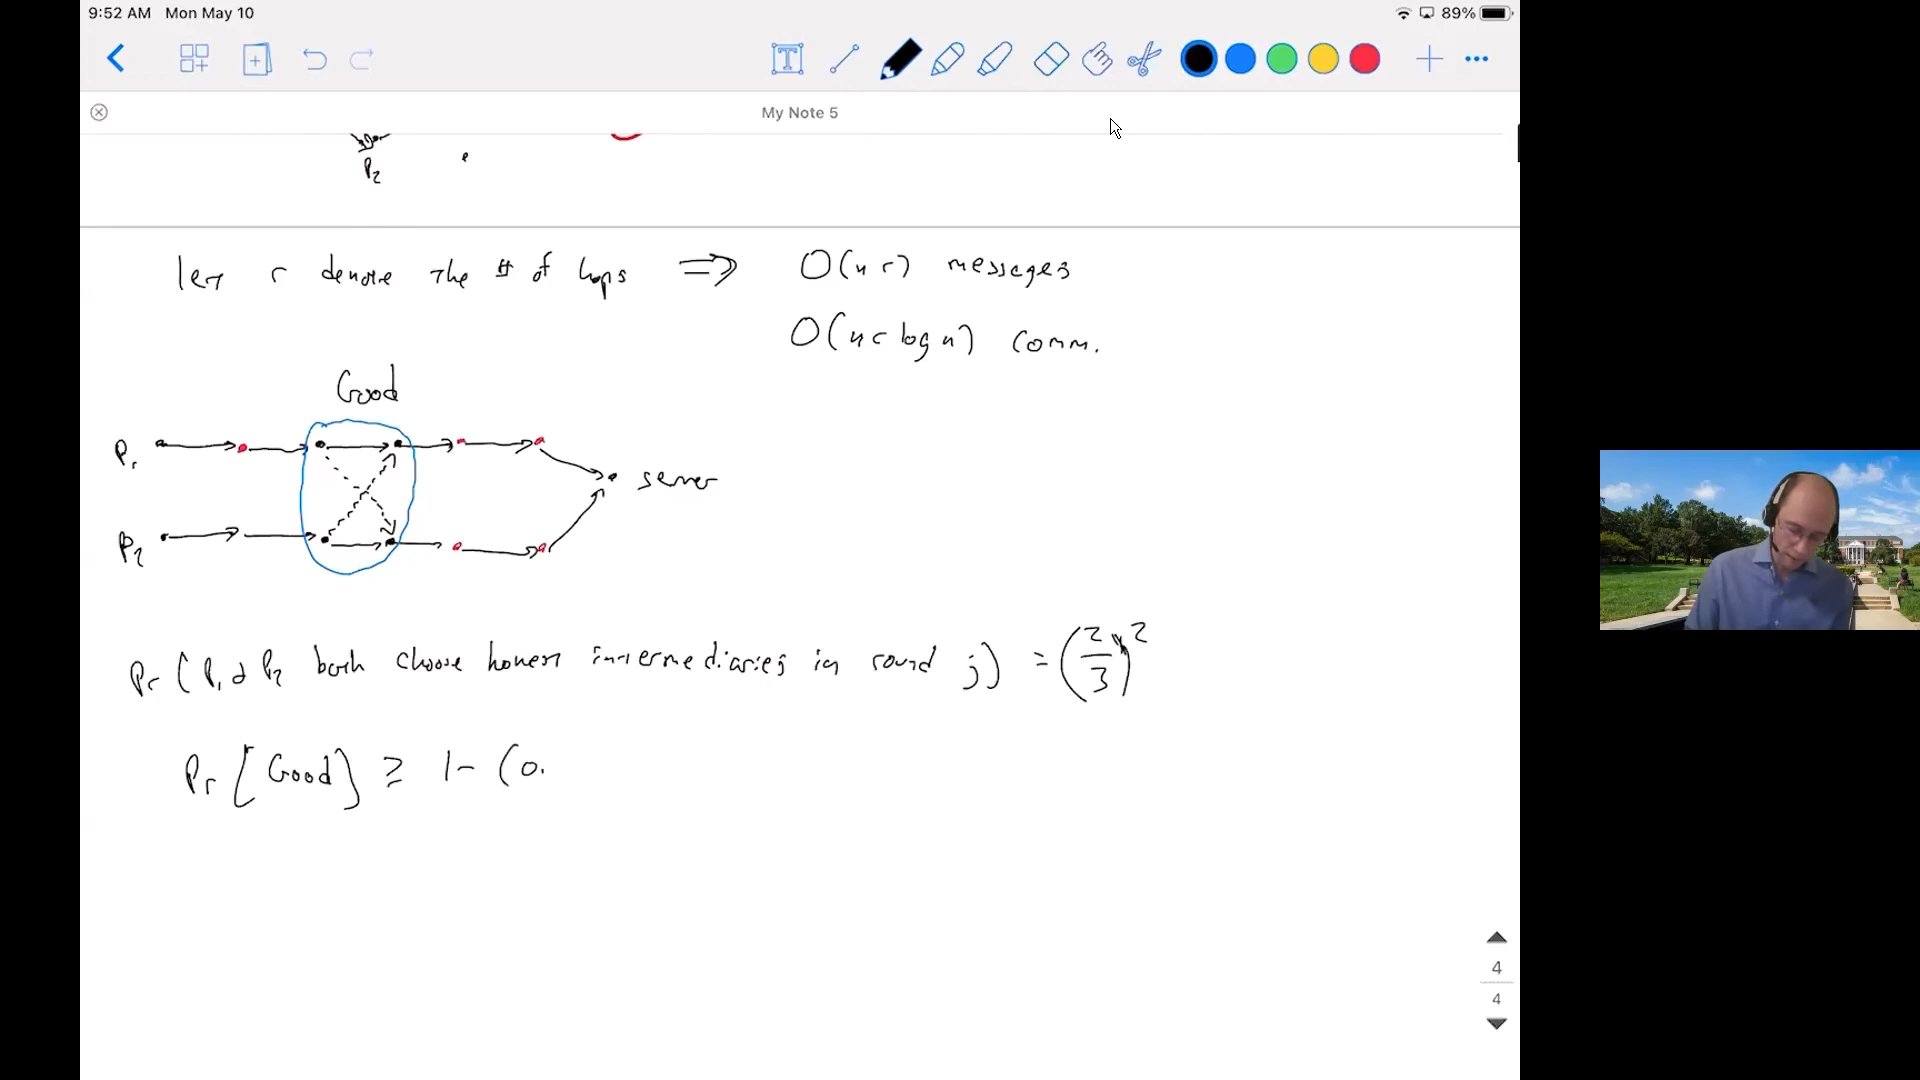 9:52 AM Mon May 10
89%
My Note 5
P2
let r denote the # of hops ⇒ O(nr) messages
O(nr log n) comm.
Good
P1
server
P2
Pr(P1 & P2 both choose honest intermediaries in round j) = (2/3)^2
Pr[Good] ≥ 1-(0.
4
4